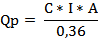 Qp = C * I * A
0,36